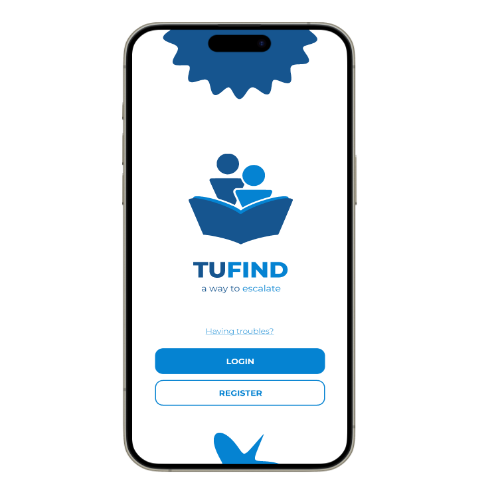 TUFIND
a way to escalate
Having troubles?
LOGIN
REGISTER